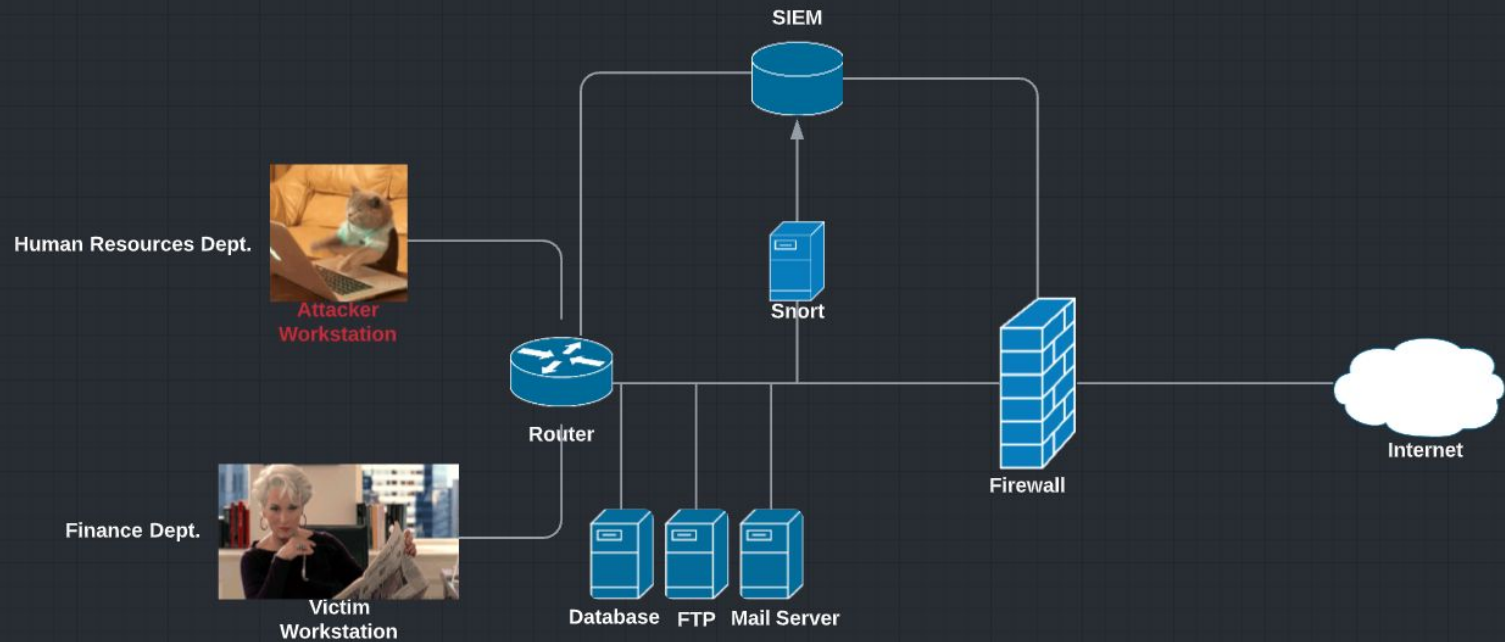 SIEM
Human Resources Dept.
Attacker
Workstation
Snort
Router
Internet
Firewall
Finance Dept.
Victim
Workstation
Database
FTP
Mail Server